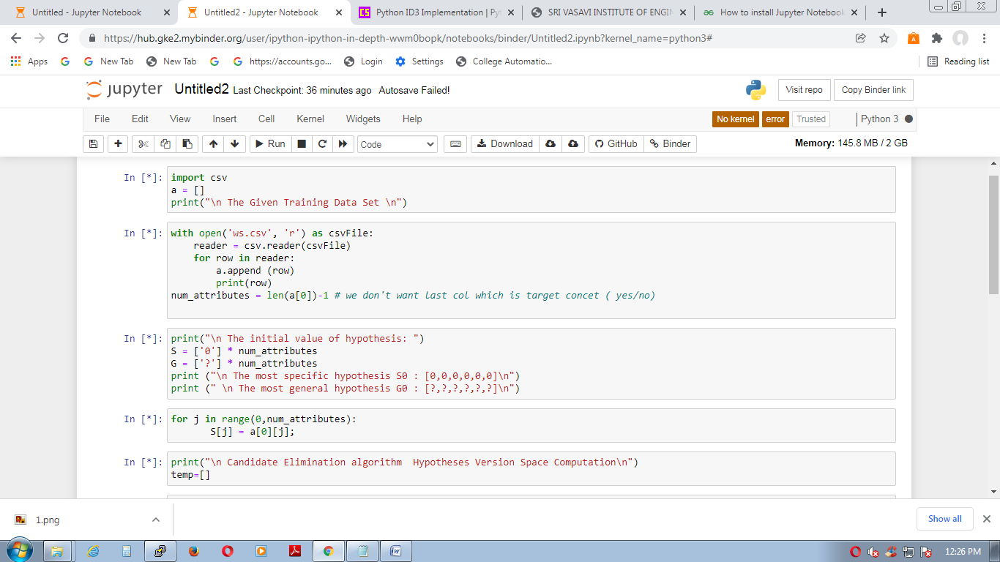 Untitled - Jupyter Notebook
Untitled2 - Jupyter Notebook
CS Python ID3 Implementation | Py
SRI VASAVI INSTITUTE OF ENGI
How to install Jupyter Notebook
https://hub.gke2.mybinder.org/user/ipython-ipython-in-depth-wwm0bopk/notebooks/binder/Untitled2.ipynb?kernel_name=python3#
Apps
New Tab
New Tab
https://accounts.go...
Login
Settings
College Automatio...
Reading list
jupyter Untitled2 Last Checkpoint: 36 minutes ago Autosave Failed!
Visit repo
Copy Binder link
File Edit View Insert Cell Kernel Widgets Help
No kernel error Trusted Python 3
Run Code Download GitHub Binder
Memory: 145.8 MB / 2 GB
In [*]: import csv
a = []
print("\n The Given Training Data Set \n")
In [*]: with open('ws.csv', 'r') as csvFile:
reader = csv.reader(csvFile)
for row in reader:
a.append (row)
print(row)
num_attributes = len(a[0])-1 # we don't want last col which is target concet ( yes/no)
In [*]: print("\n The initial value of hypothesis: ")
S = ['0'] * num_attributes
G = ['?'] * num_attributes
print ("\n The most specific hypothesis S0 : [0,0,0,0,0,0]\n")
print (" \n The most general hypothesis G0 : [?,?,?,?,?,?]\n")
In [*]: for j in range(0,num_attributes):
S[j] = a[0][j];
In [*]: print("\n Candidate Elimination algorithm  Hypotheses Version Space Computation\n")
temp=[]
1.png
Show all
12:26 PM